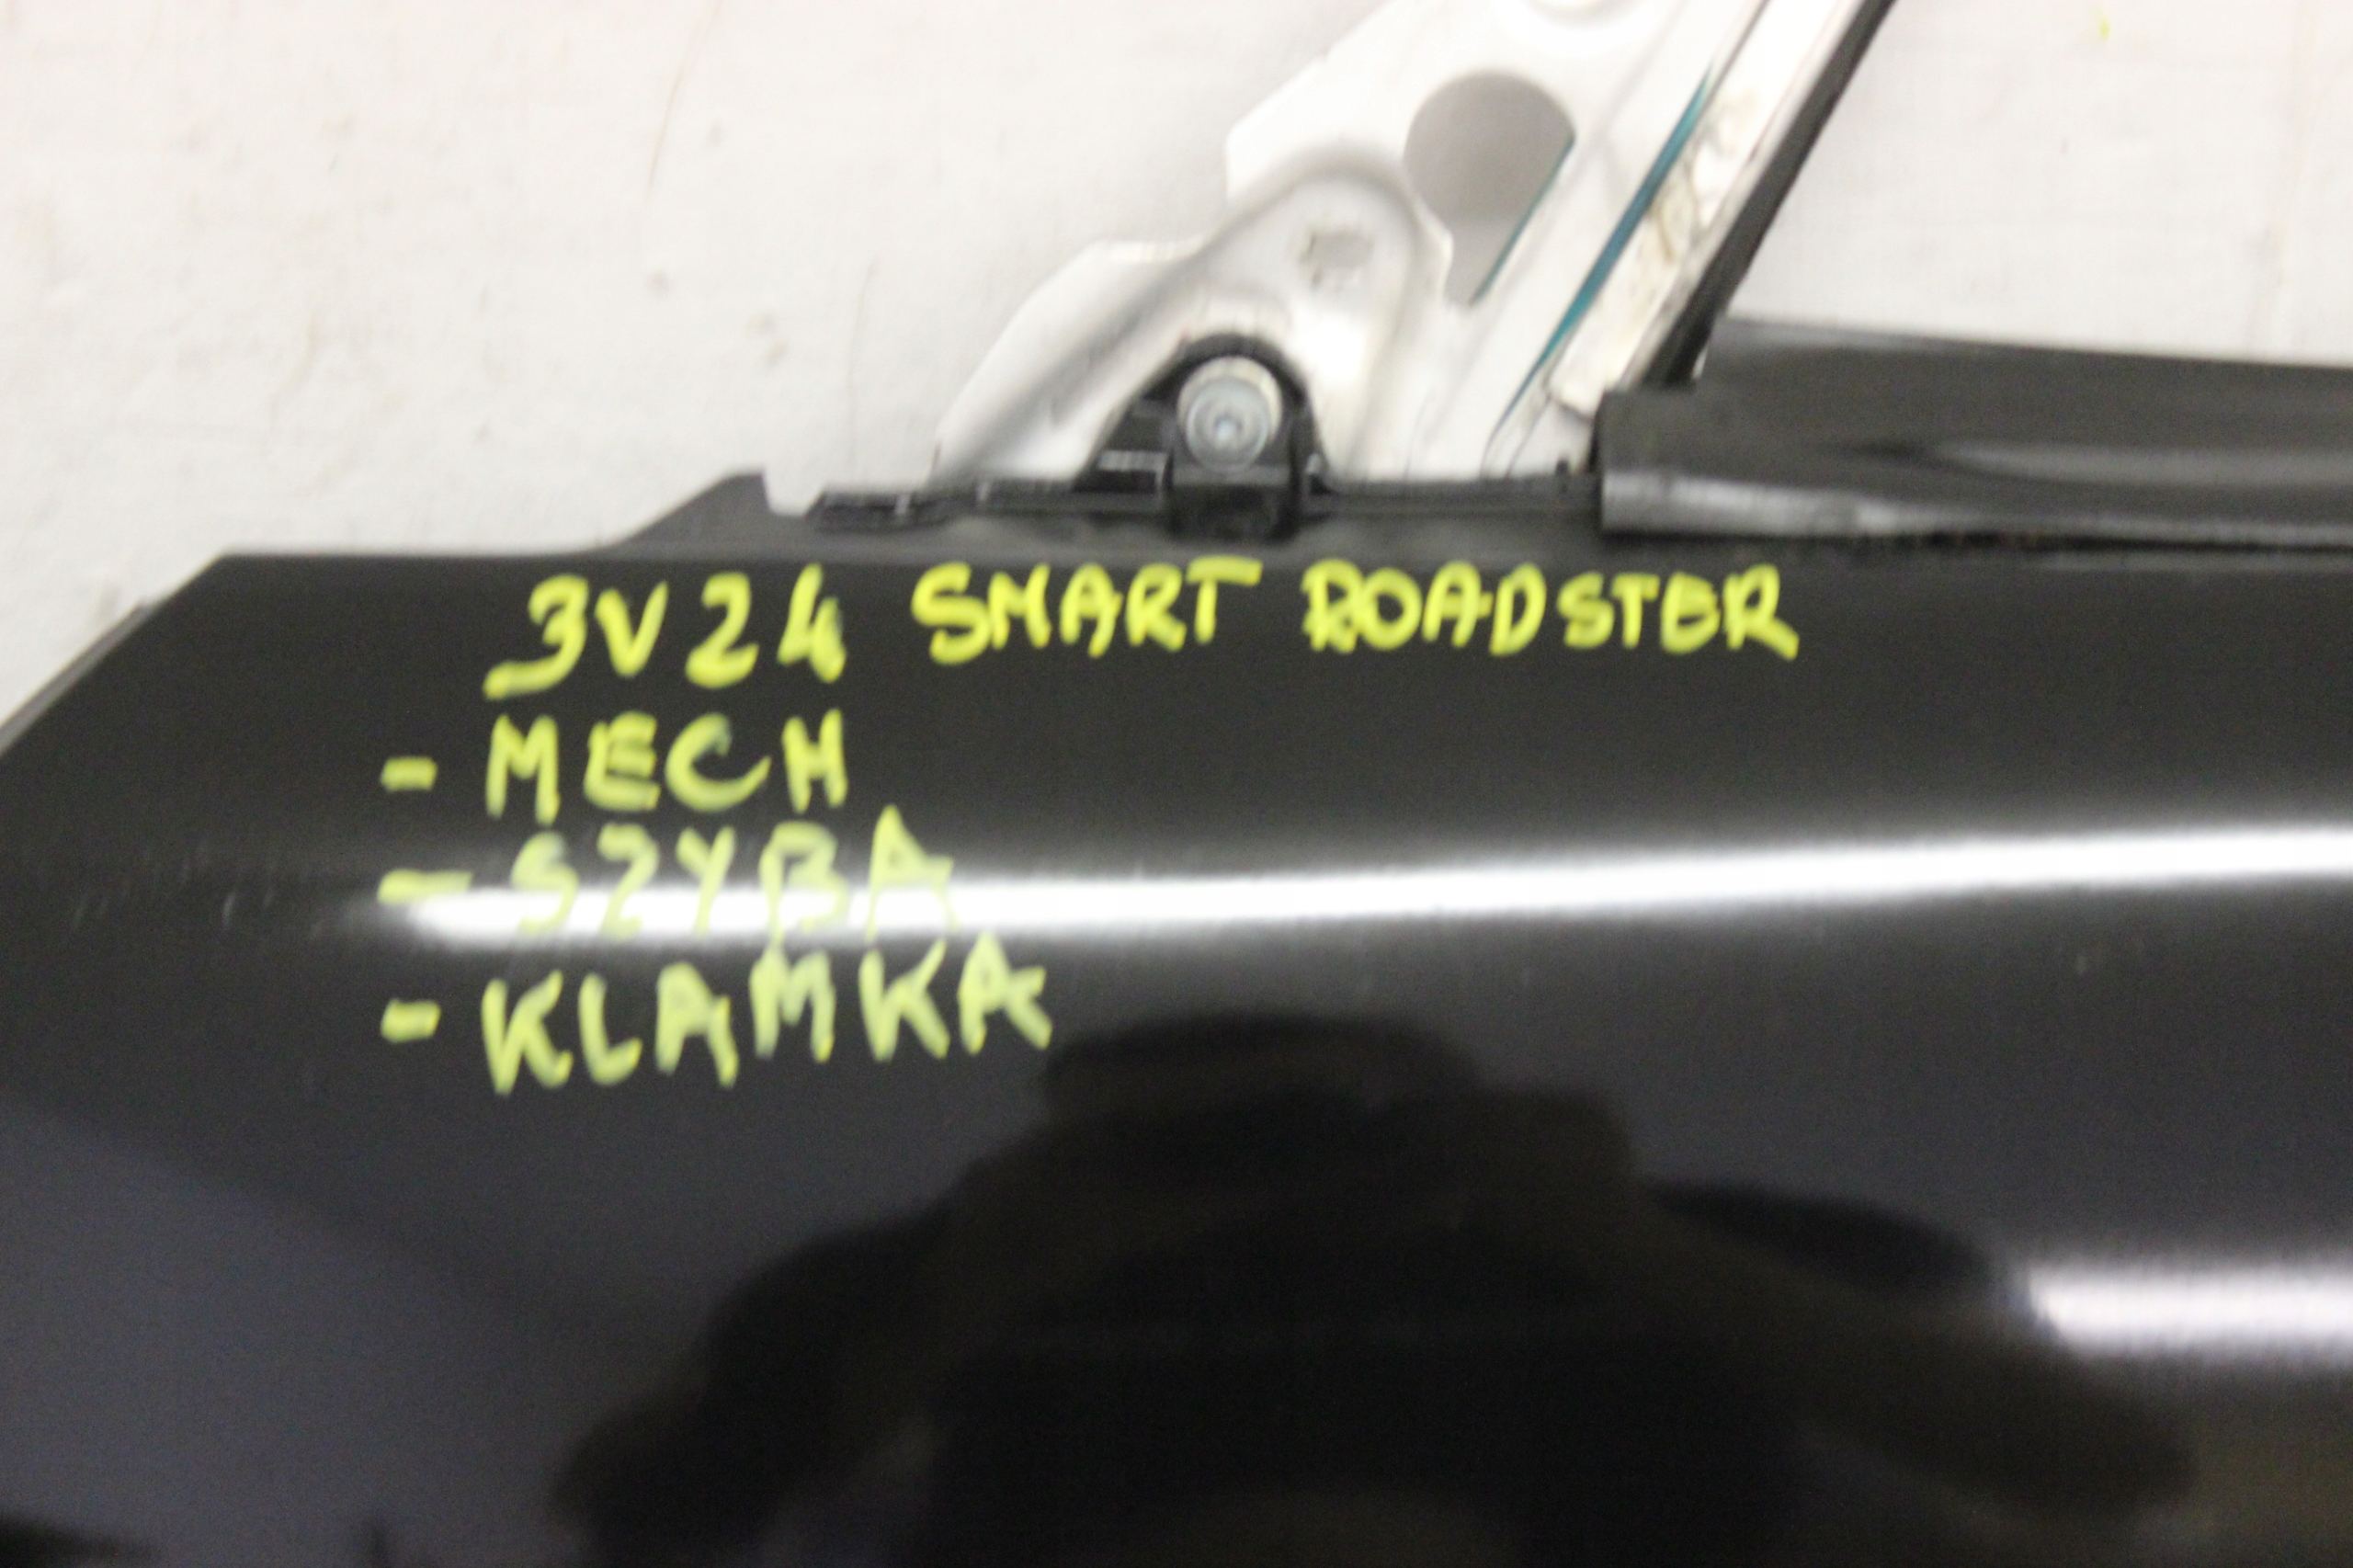 3V24 SMART ROADSTER
- MECH
- SZYBA
- KLAMKA